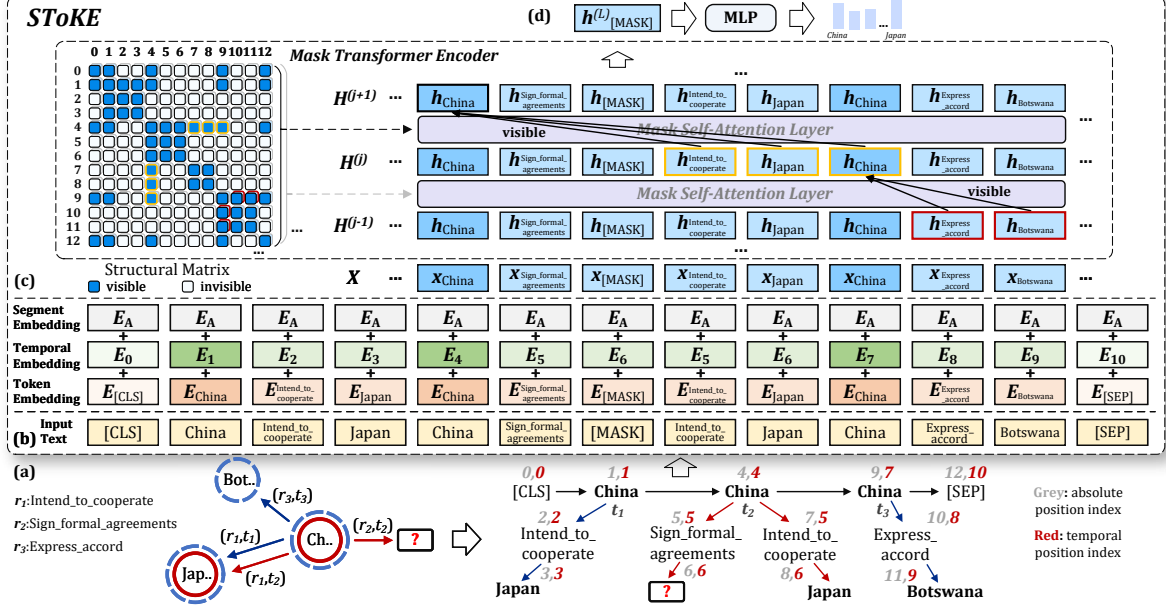 SToKE
(d)
h(L)[MASK]
MLP
China
...
Japan
0 1 2 3 4 5 6 7 8 9 10 11 12
Mask Transformer Encoder
...
0
1
2
3
4
5
6
7
8
9
10
11
12
...
...
H(j+1) ... hChina hSign_formal_agreements h[MASK] hIntend_to_cooperate hJapan hChina hExpress_accord hBotswana ...
visible
Mask Self-Attention Layer
H(j) hChina hSign_formal_agreements h[MASK] hIntend_to_cooperate hJapan hChina hExpress_accord hBotswana
Mask Self-Attention Layer
visible
H(j-1) ... hChina hSign_formal_agreements h[MASK] hIntend_to_cooperate hJapan hChina hExpress_accord hBotswana ...
...
...
Structural Matrix
(c)
visible
invisible
X ... xChina xSign_formal_agreements x[MASK] xIntend_to_cooperate xJapan xChina xExpress_accord xBotswana ...
Segment Embedding
EA EA EA EA EA EA EA EA EA EA EA EA EA
+ + + + + + + + + + + + +
Temporal Embedding
E0 E1 E2 E3 E4 E5 E6 E5 E6 E7 E8 E9 E10
+ + + + + + + + + + + + +
Token Embedding
E[CLS] EChina EIntend_to_cooperate EJapan EChina ESign_formal_agreements E[MASK] EIntend_to_cooperate EJapan EChina EExpress_accord EBotswana E[SEP]
(b)
Input Text
[CLS] China Intend_to_cooperate Japan China Sign_formal_agreements [MASK] Intend_to_cooperate Japan China Express_accord Botswana [SEP]
(a)
r1:Intend_to_cooperate
r2:Sign_formal_agreements
r3:Express_accord
Bot..
(r3,t3)
(r1,t1)
Ch..
(r2,t2)
?
Jap..
(r1,t2)
0,0 1,1 4,4 9,7 12,10
[CLS] China China China [SEP]
t1 t2 t3
2,2 5,5 7,5 10,8
Intend_to_cooperate Sign_formal_agreements Intend_to_cooperate Express_accord
3,3 6,6 8,6 11,9
Japan ? Japan Botswana
Grey: absolute
position index
Red: temporal
position index